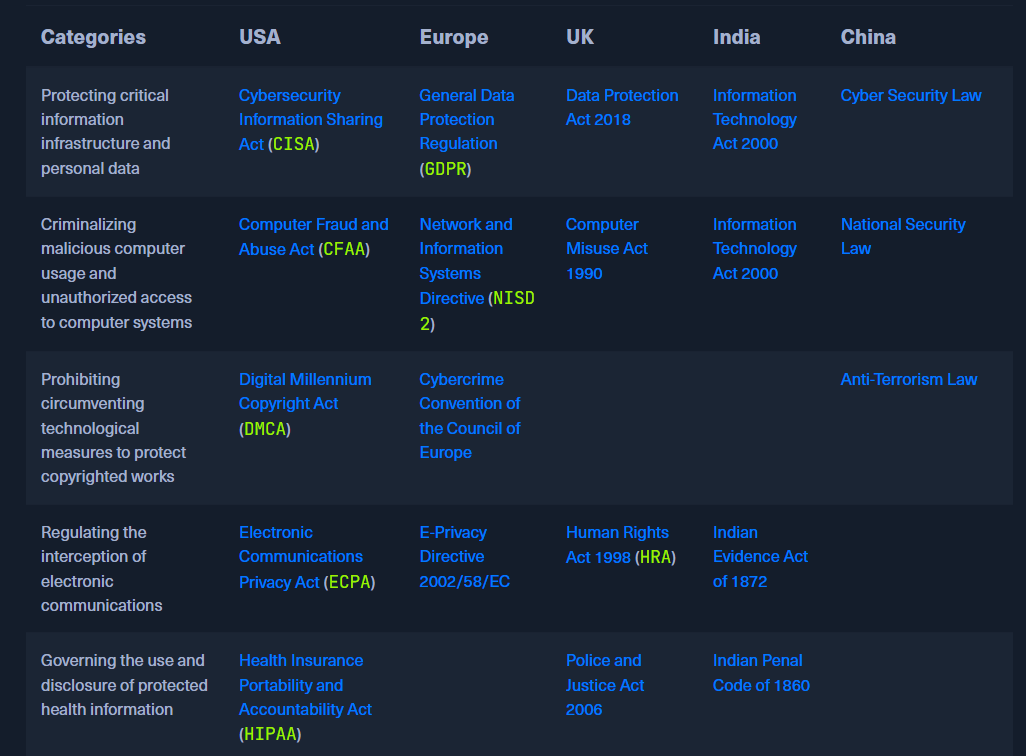 Categories
USA
Europe
UK
India
China
Protecting critical
information
infrastructure and
personal data
Cybersecurity
Information Sharing
Act (CISA)
General Data
Protection
Regulation
(GDPR)
Data Protection
Act 2018
Information
Technology
Act 2000
Cyber Security Law
Criminalizing
malicious computer
usage and
unauthorized access
to computer systems
Computer Fraud and
Abuse Act (CFAA)
Network and
Information
Systems
Directive (NISD
2)
Computer
Misuse Act
1990
Information
Technology
Act 2000
National Security
Law
Prohibiting
circumventing
technological
measures to protect
copyrighted works
Digital Millennium
Copyright Act
(DMCA)
Cybercrime
Convention of
the Council of
Europe
Anti-Terrorism Law
Regulating the
interception of
electronic
communications
Electronic
Communications
Privacy Act (ECPA)
E-Privacy
Directive
2002/58/EC
Human Rights
Act 1998 (HRA)
Indian
Evidence Act
of 1872
Governing the use and
disclosure of protected
health information
Health Insurance
Portability and
Accountability Act
(HIPAA)
Police and
Justice Act
2006
Indian Penal
Code of 1860